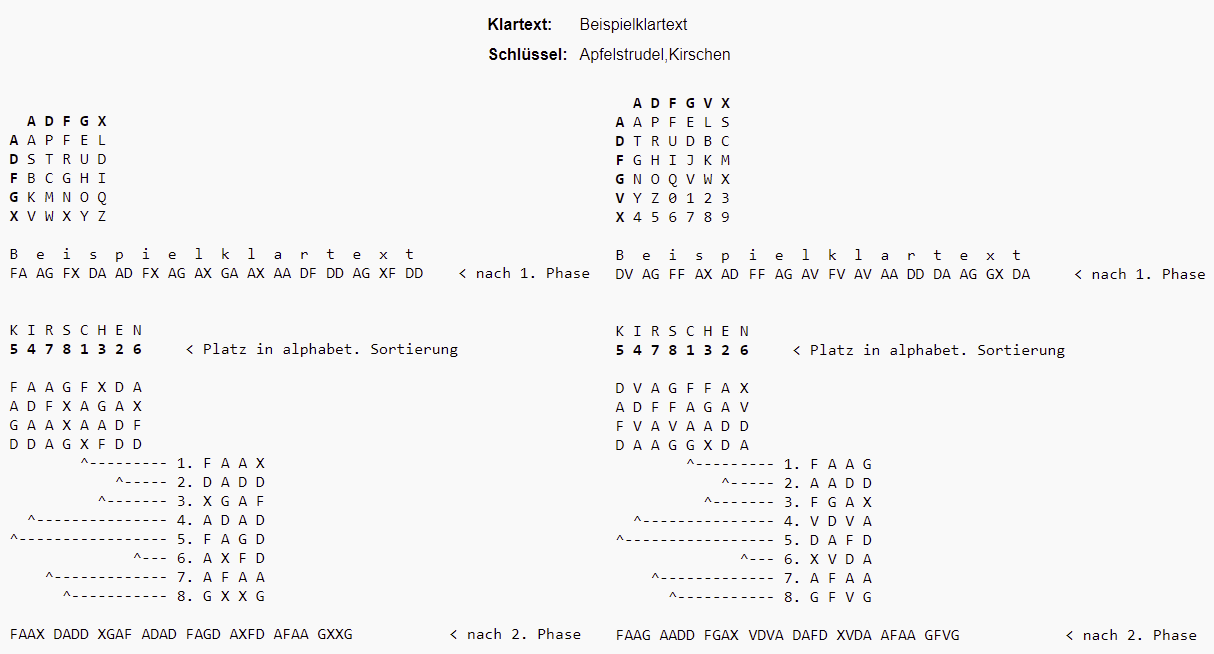 Klartext: Beispielklartext
Schlüssel: Apfelstrudel,Kirschen
A D F G X
A A P F E L
D S T R U D
F B C G H I
G K M N O Q
X V W X Y Z
B e i s p i e l k l a r t e x t
FA AG FX DA AD FX AG AX GA AX AA DF DD AG XF DD < nach 1. Phase
K I R S C H E N
5 4 7 8 1 3 2 6 < Platz in alphabet. Sortierung
F A A G F X D A
A D F X A G A X
G A A X A A D F
D D A G X F D D
^--------- 1. F A A X
^----- 2. D A D D
^------- 3. X G A F
^--------------- 4. A D A D
^----------------- 5. F A G D
^--- 6. A X F D
^------------- 7. A F A A
^----------- 8. G X X G
FAAX DADD XGAF ADAD FAGD AXFD AFAA GXXG < nach 2. Phase
A D F G V X
A A P F E L S
D T R U D B C
F G H I J K M
G N O Q V W X
V Y Z 0 1 2 3
X 4 5 6 7 8 9
B e i s p i e l k l a r t e x t
DV AG FF AX AD FF AG AV FV AV AA DD DA AG GX DA < nach 1. Phase
K I R S C H E N
5 4 7 8 1 3 2 6 < Platz in alphabet. Sortierung
D V A G F F A X
A D F F A G A V
F V A V A A D D
D A A G G X D A
^--------- 1. F A A G
^----- 2. A A D D
^------- 3. F G A X
^--------------- 4. V D V A
^----------------- 5. D A F D
^--- 6. X V D A
^------------- 7. A F A A
^----------- 8. G F V G
FAAG AADD FGAX VDVA DAFD XVDA AFAA GFVG < nach 2. Phase